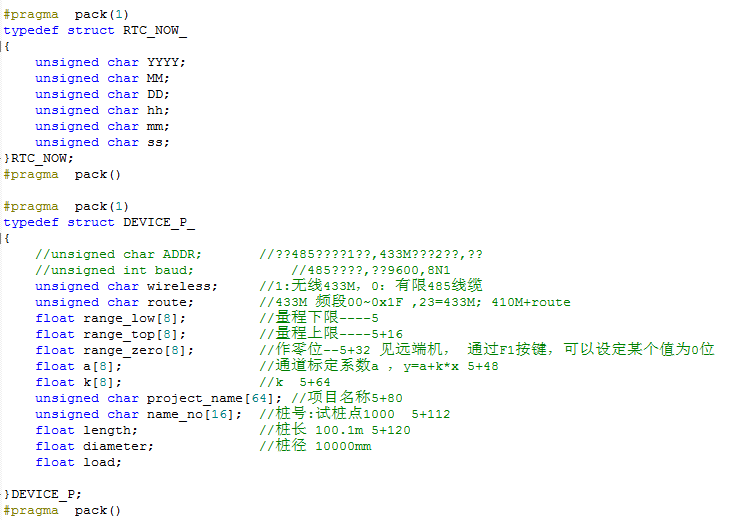 #pragma  pack(1)
typedef struct RTC_NOW_
{
    unsigned char YYYY;
    unsigned char MM;
    unsigned char DD;
    unsigned char hh;
    unsigned char mm;
    unsigned char ss;
}RTC_NOW;
#pragma  pack()
#pragma  pack(1)
typedef struct DEVICE_P_
{
    //unsigned char ADDR;       //??485????1??,433M???2??,??
    //unsigned int baud;            //485????,??9600,8N1
    unsigned char wireless;     //1:无线433M，0：有限485线缆
    unsigned char route;        //433M 频段00~0x1F ,23=433M; 410M+route
    float range_low[8];         //量程下限----5
    float range_top[8];         //量程上限----5+16
    float range_zero[8];        //作零位--5+32 见远端机， 通过F1按键，可以设定某个值为0位
    float a[8];                 //通道标定系数a ，y=a+k*x 5+48
    float k[8];                 //k  5+64
    unsigned char project_name[64]; //项目名称5+80
    unsigned char name_no[16];  //桩号:试桩点1000  5+112
    float length;               //桩长 100.1m 5+120
    float diameter;             //桩径 10000mm
    float load;
}DEVICE_P;
#pragma  pack()